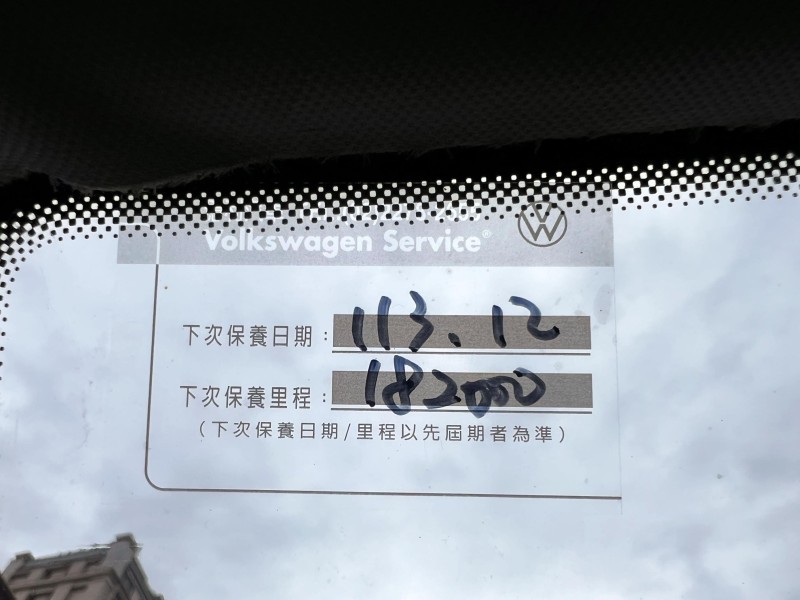 Volkswagen Service®
下次保養日期：113.12
下次保養里程：182000
（下次保養日期/里程以先屆期者為準）